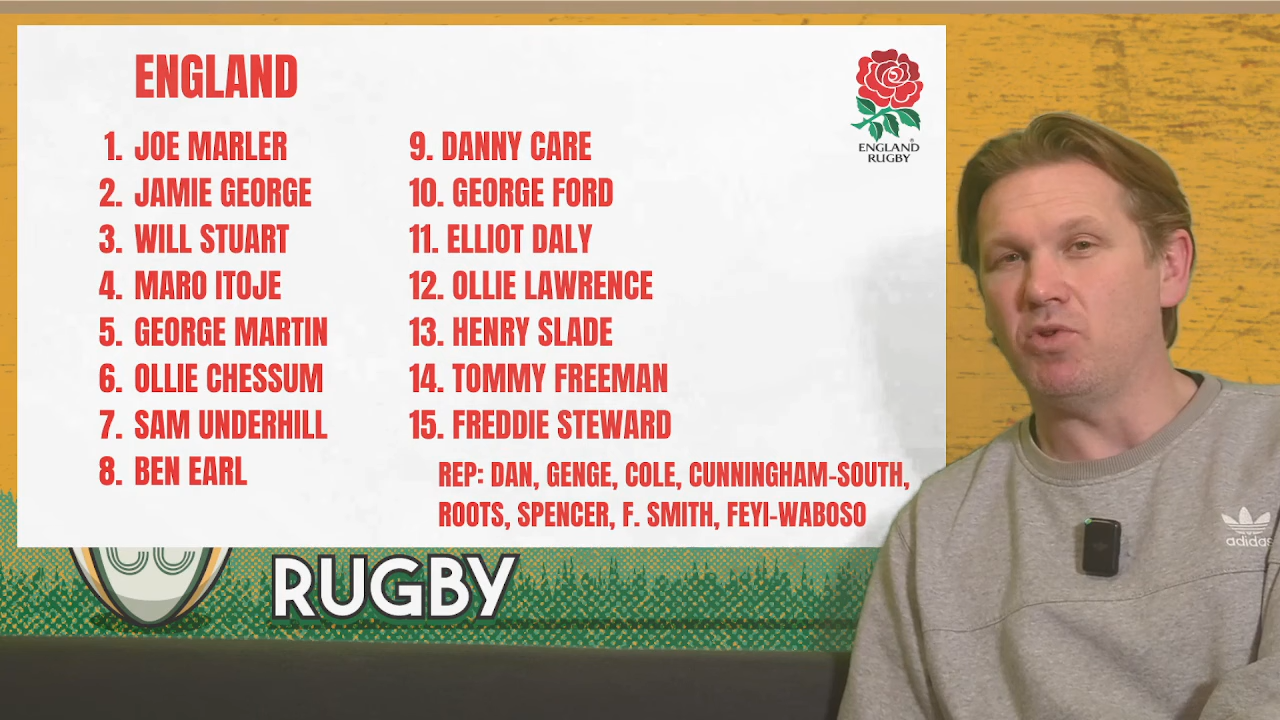 ENGLAND
1. JOE MARLER
2. JAMIE GEORGE
3. WILL STUART
4. MARO ITOJE
5. GEORGE MARTIN
6. OLLIE CHESSUM
7. SAM UNDERHILL
8. BEN EARL
9. DANNY CARE
10. GEORGE FORD
11. ELLIOT DALY
12. OLLIE LAWRENCE
13. HENRY SLADE
14. TOMMY FREEMAN
15. FREDDIE STEWARD
REP: DAN, GENGE, COLE, CUNNINGHAM-SOUTH,
ROOTS, SPENCER, F. SMITH, FEYI-WABOSO
ENGLAND
RUGBY
RUGBY
adidas